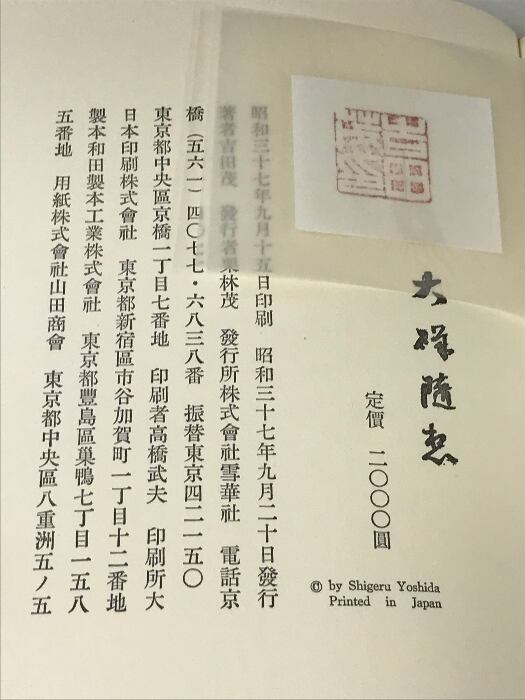 大磯隨想
定價 二〇〇〇圓
© by Shigeru Yoshida
Printed in Japan
昭和三十七年九月十五日印刷 昭和三十七年九月二十日發行
著者吉田茂 發行者栗林茂 發行所株式會社雪華社 電話京
橋(五六一)四〇七七・六八三八番 振替東京四二一五〇
東京都中央區京橋一丁目七番地 印刷者高橋武夫 印刷所大
日本印刷株式會社 東京都新宿區市谷加賀町一丁目十二番地
製本和田製本工業株式會社 東京都豐島區巢鴨七丁目一五八
五番地 用紙株式會社山田商會 東京都中央區八重洲五ノ五